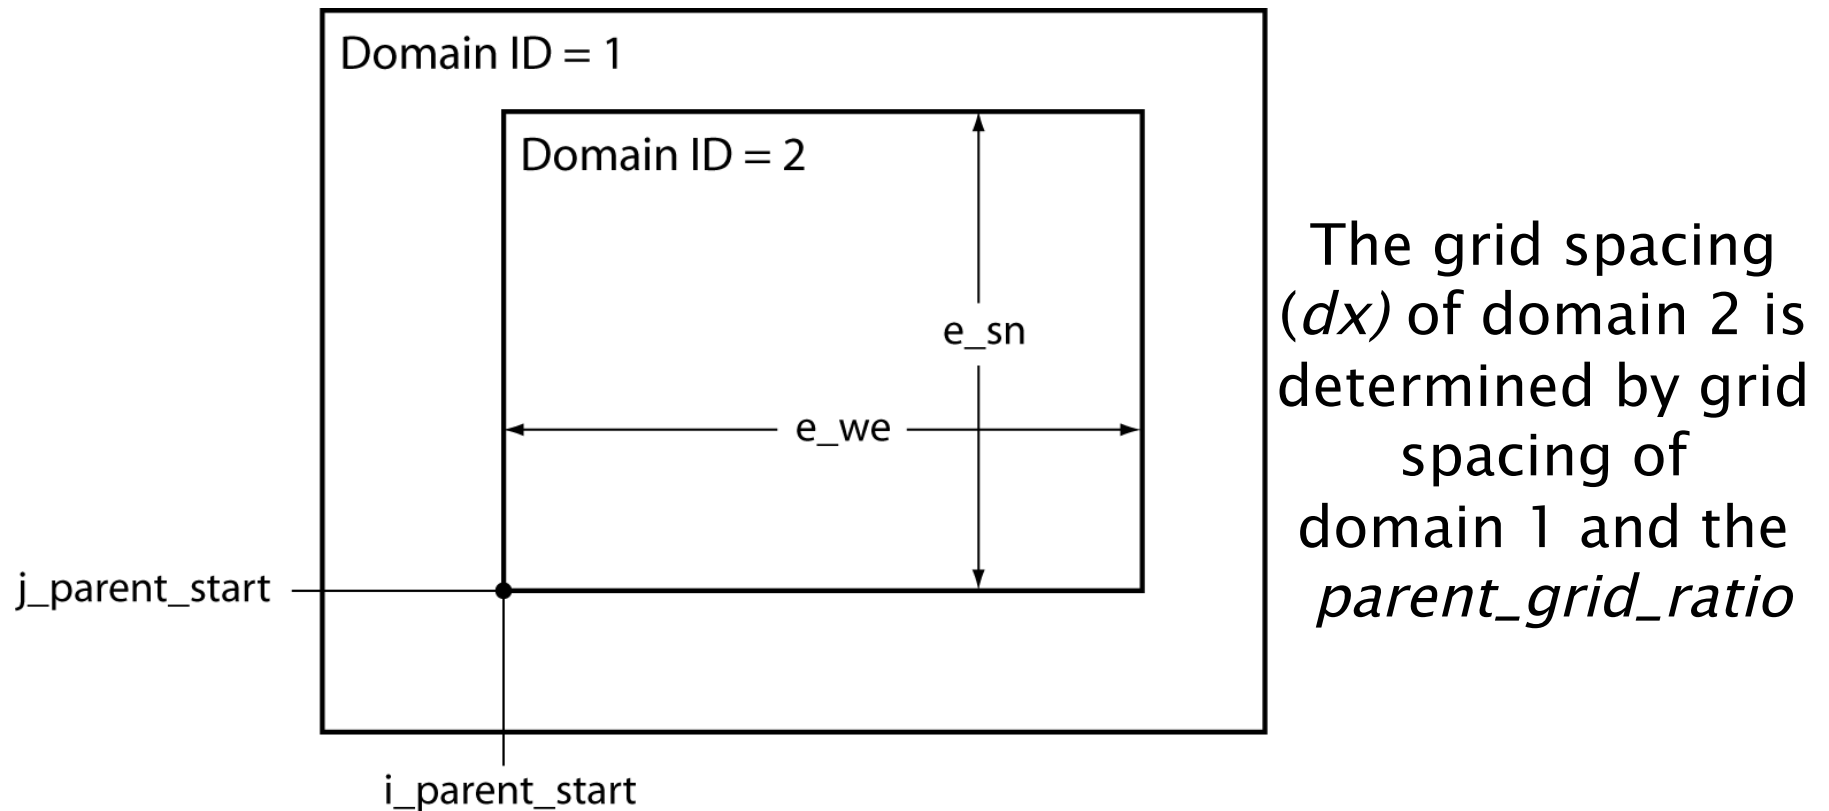 Domain ID = 1
Domain ID = 2
e_sn
e_we
j_parent_start
i_parent_start
The grid spacing
(dx) of domain 2 is
determined by grid
spacing of
domain 1 and the
parent_grid_ratio